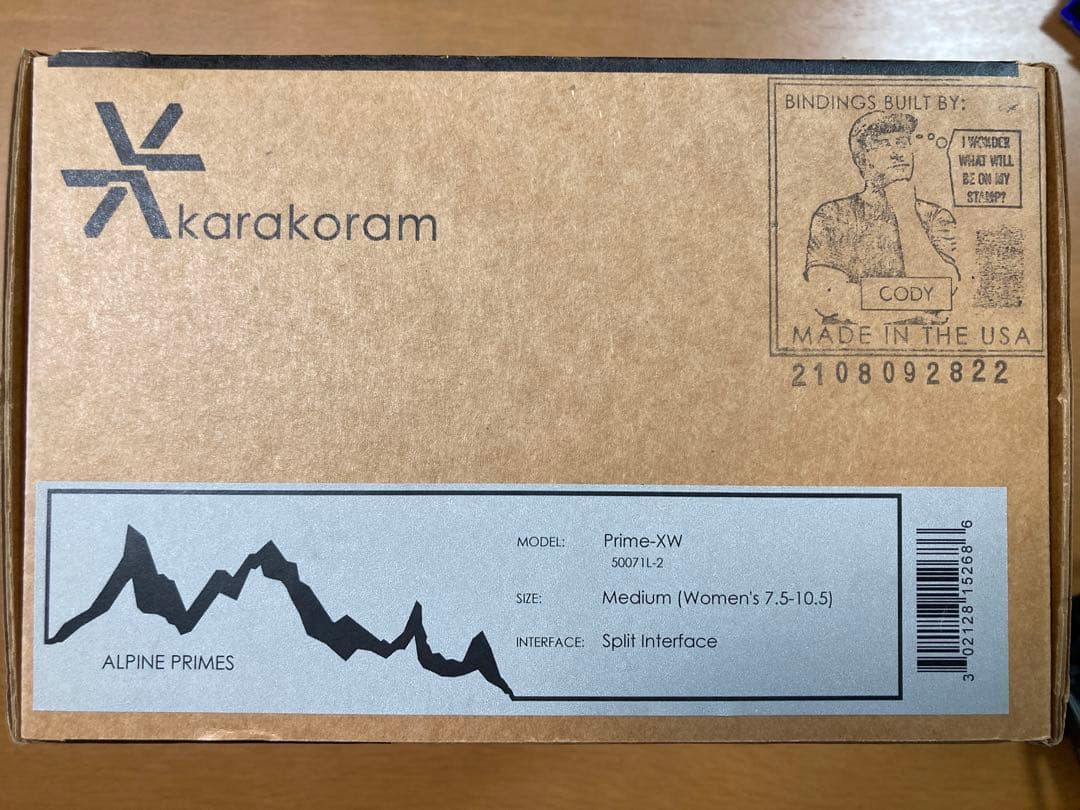 karakoram
BINDINGS BUILT BY:
I WONDER
WHAT WILL
BE ON MY
STAMP?
CODY
MADE IN THE USA
2108092822
MODEL: Prime-XW
50071L-2
SIZE: Medium (Women's 7.5-10.5)
INTERFACE: Split Interface
ALPINE PRIMES
3 02128 15268 6